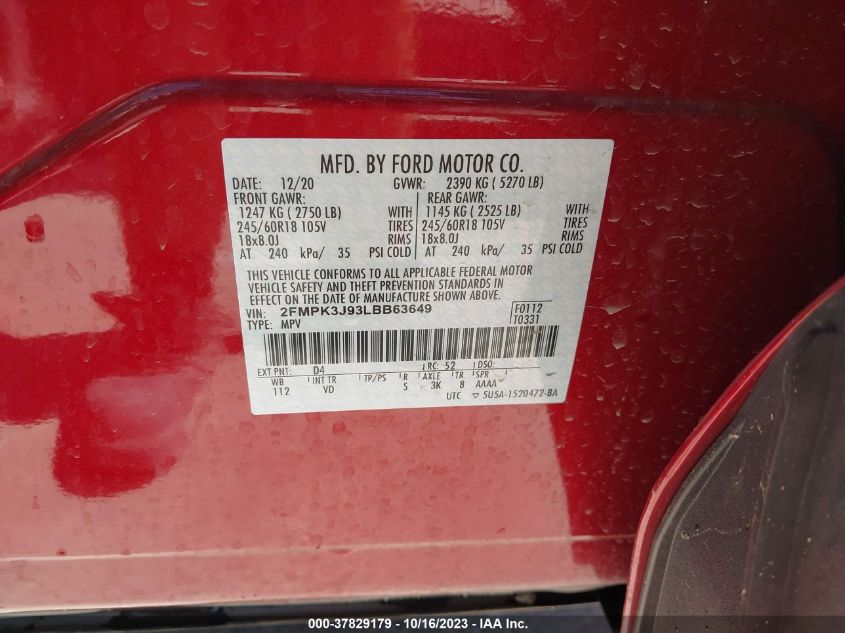 MFD. BY FORD MOTOR CO.
DATE: 12/20 GVWR: 2390 KG ( 5270 LB)
FRONT GAWR: REAR GAWR:
1247 KG ( 2750 LB) WITH 1145 KG ( 2525 LB) WITH
245/60R18 105V TIRES 245/60R18 105V TIRES
18x8.0J RIMS 18x8.0J RIMS
AT 240 kPa/ 35 PSI COLD AT 240 kPa/ 35 PSI COLD
THIS VEHICLE CONFORMS TO ALL APPLICABLE FEDERAL MOTOR
VEHICLE SAFETY AND THEFT PREVENTION STANDARDS IN
EFFECT ON THE DATE OF MANUFACTURE SHOWN ABOVE.
VIN: 2FMPK3J93LBB63649 F0112
TYPE: MPV T0331
EXT PNT: D4 RC: 52 DSO:
WB INT TR TP/PS R AXLE TR SPR
112 VD S 3K 8 AAAA
UTC ▽ 5U5A-1520472-BA
000-37829179 - 10/16/2023 - IAA Inc.